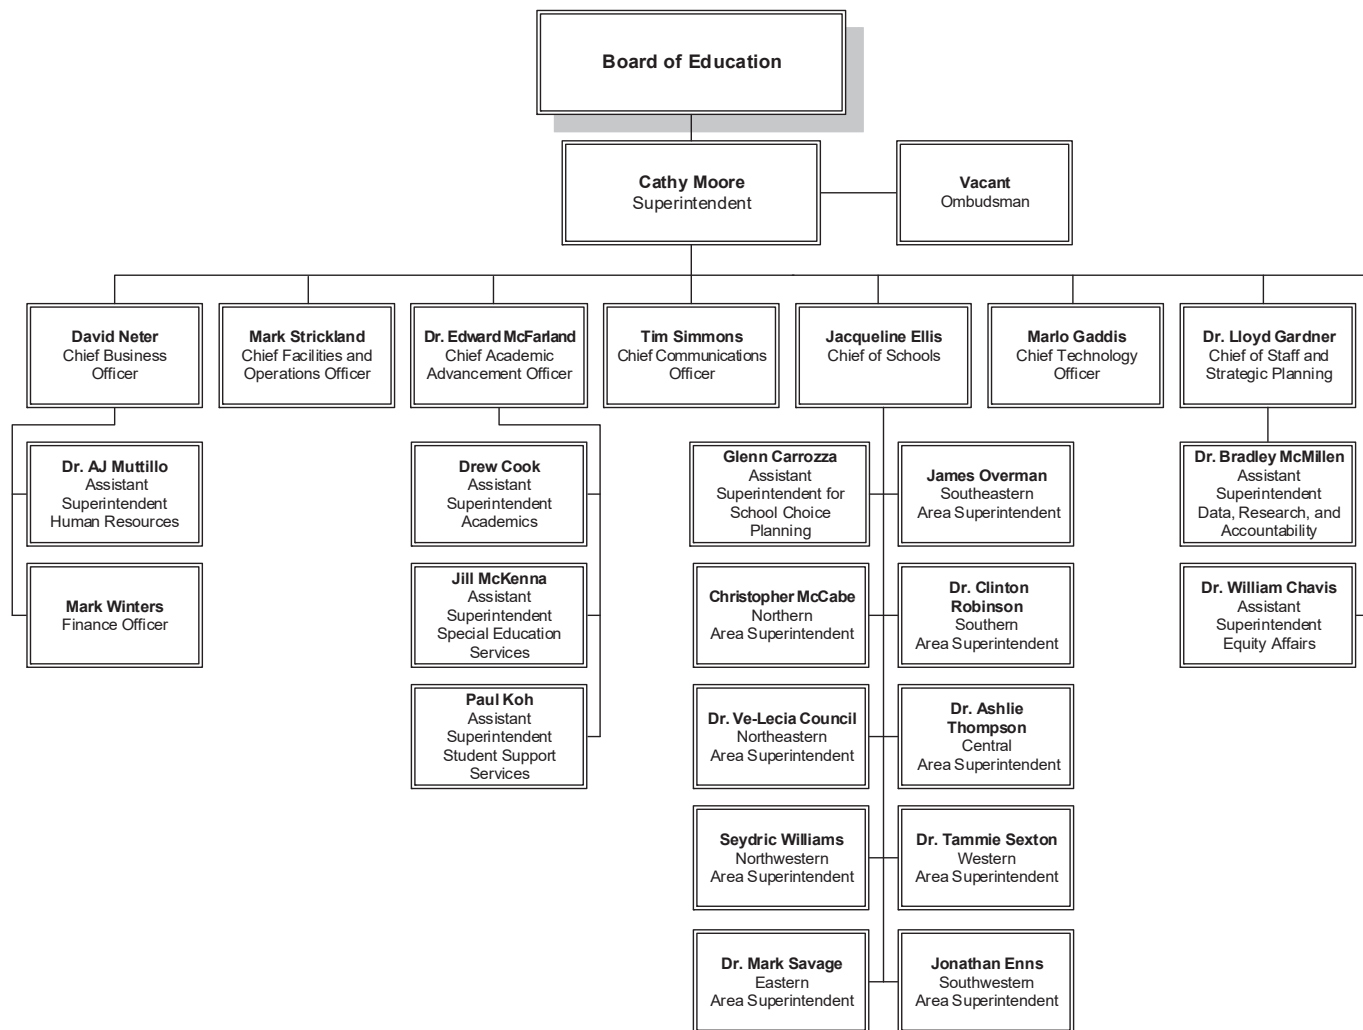 Board of Education
Cathy Moore
Superintendent
Vacant
Ombudsman
David Neter
Chief Business
Officer
Mark Strickland
Chief Facilities and
Operations Officer
Dr. Edward McFarland
Chief Academic
Advancement Officer
Tim Simmons
Chief Communications
Officer
Jacqueline Ellis
Chief of Schools
Marlo Gaddis
Chief Technology
Officer
Dr. Lloyd Gardner
Chief of Staff and
Strategic Planning
Dr. AJ Muttillo
Assistant
Superintendent
Human Resources
Drew Cook
Assistant
Superintendent
Academics
Glenn Carrozza
Assistant
Superintendent for
School Choice
Planning
James Overman
Southeastern
Area Superintendent
Dr. Bradley McMillen
Assistant
Superintendent
Data, Research, and
Accountability
Mark Winters
Finance Officer
Jill McKenna
Assistant
Superintendent
Special Education
Services
Christopher McCabe
Northern
Area Superintendent
Dr. Clinton
Robinson
Southern
Area Superintendent
Dr. William Chavis
Assistant
Superintendent
Equity Affairs
Paul Koh
Assistant
Superintendent
Student Support
Services
Dr. Ve-Lecia Council
Northeastern
Area Superintendent
Dr. Ashlie
Thompson
Central
Area Superintendent
Seydric Williams
Northwestern
Area Superintendent
Dr. Tammie Sexton
Western
Area Superintendent
Dr. Mark Savage
Eastern
Area Superintendent
Jonathan Enns
Southwestern
Area Superintendent